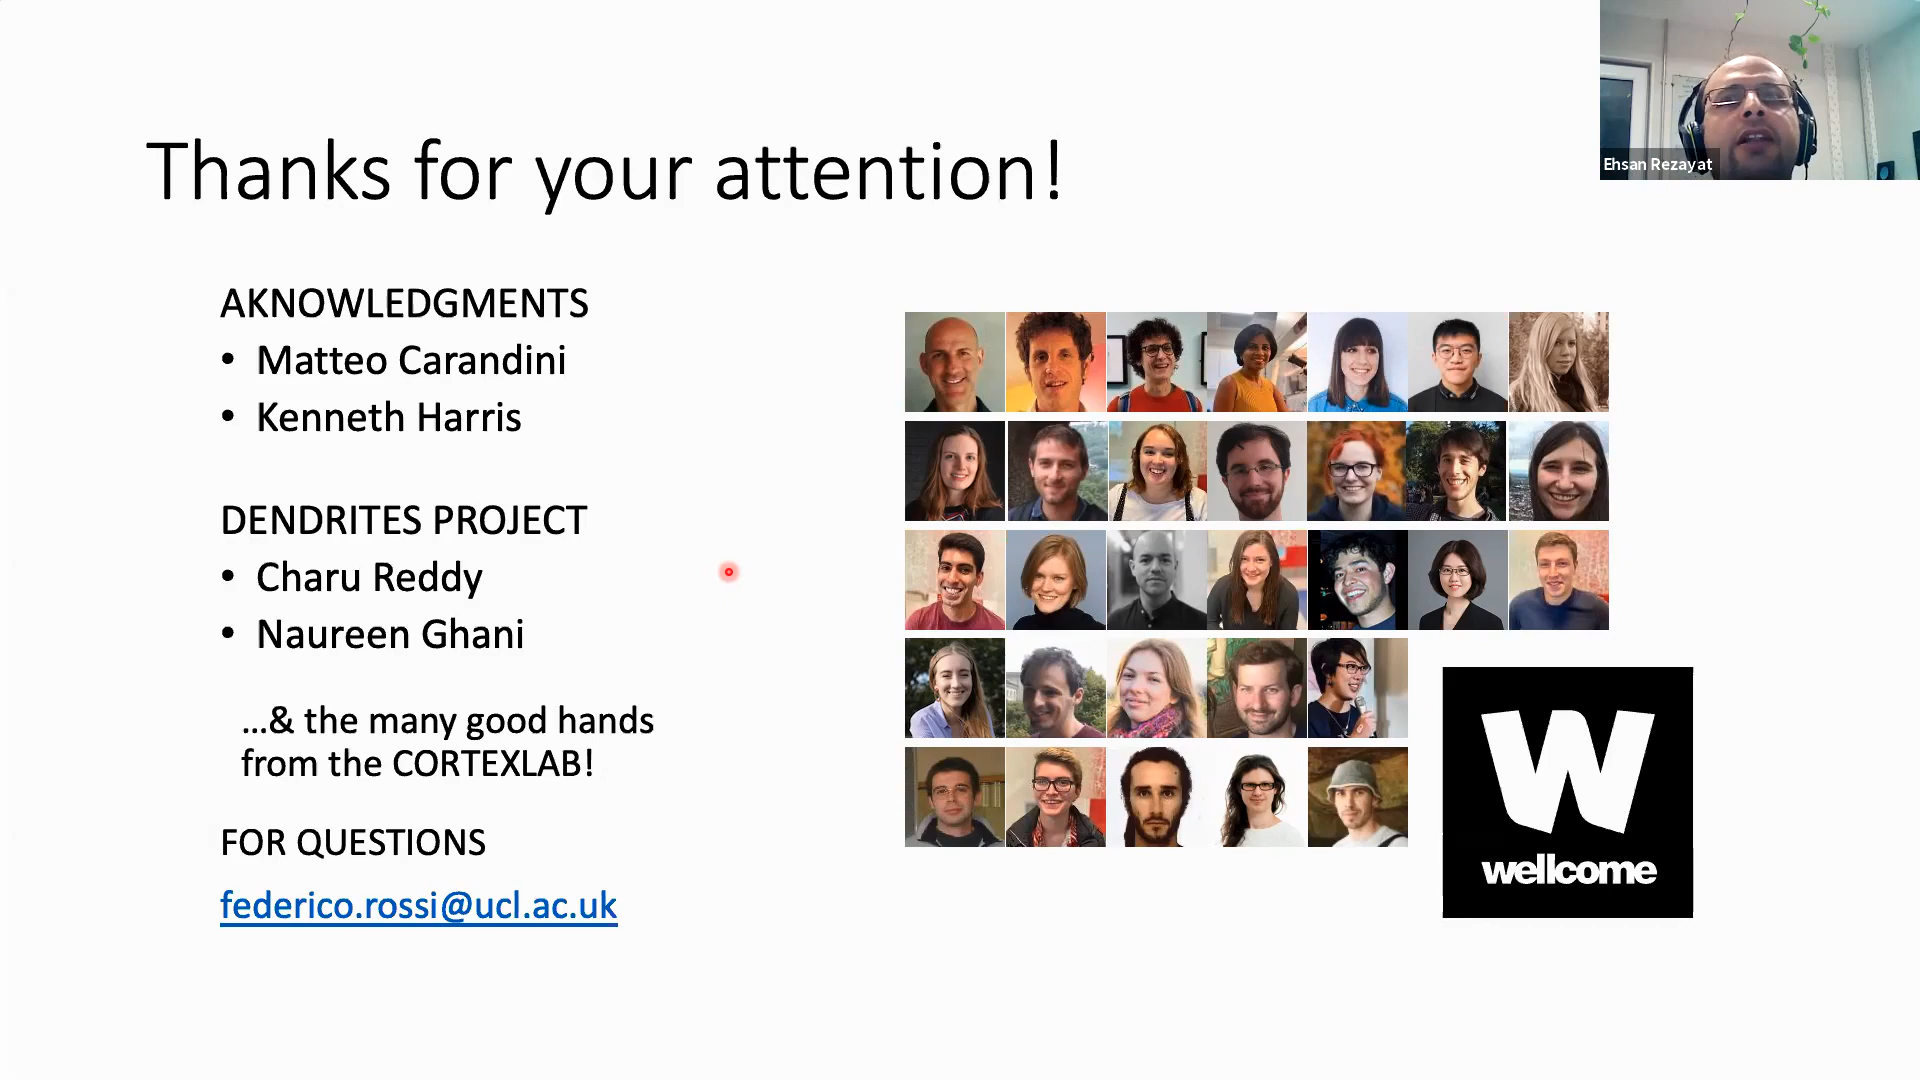 Ehsan Rezayat
Thanks for your attention!
AKNOWLEDGMENTS
• Matteo Carandini
• Kenneth Harris
DENDRITES PROJECT
• Charu Reddy
• Naureen Ghani
...& the many good hands
from the CORTEXLAB!
FOR QUESTIONS
federico.rossi@ucl.ac.uk
W
wellcome